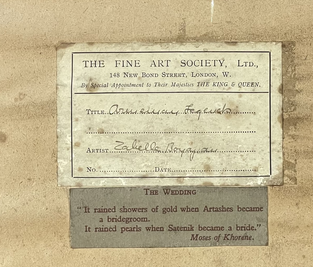 THE FINE ART SOCIETY, LTD.,
148 NEW BOND STREET, LONDON, W.
By Special Appointment to Their Majesties THE KING & QUEEN.
TITLE
ARTIST Zabelle Boyajian
No. DATE
THE WEDDING
"It rained showers of gold when Artashes became
a bridegroom.
It rained pearls when Satenik became a bride."
Moses of Khorene.